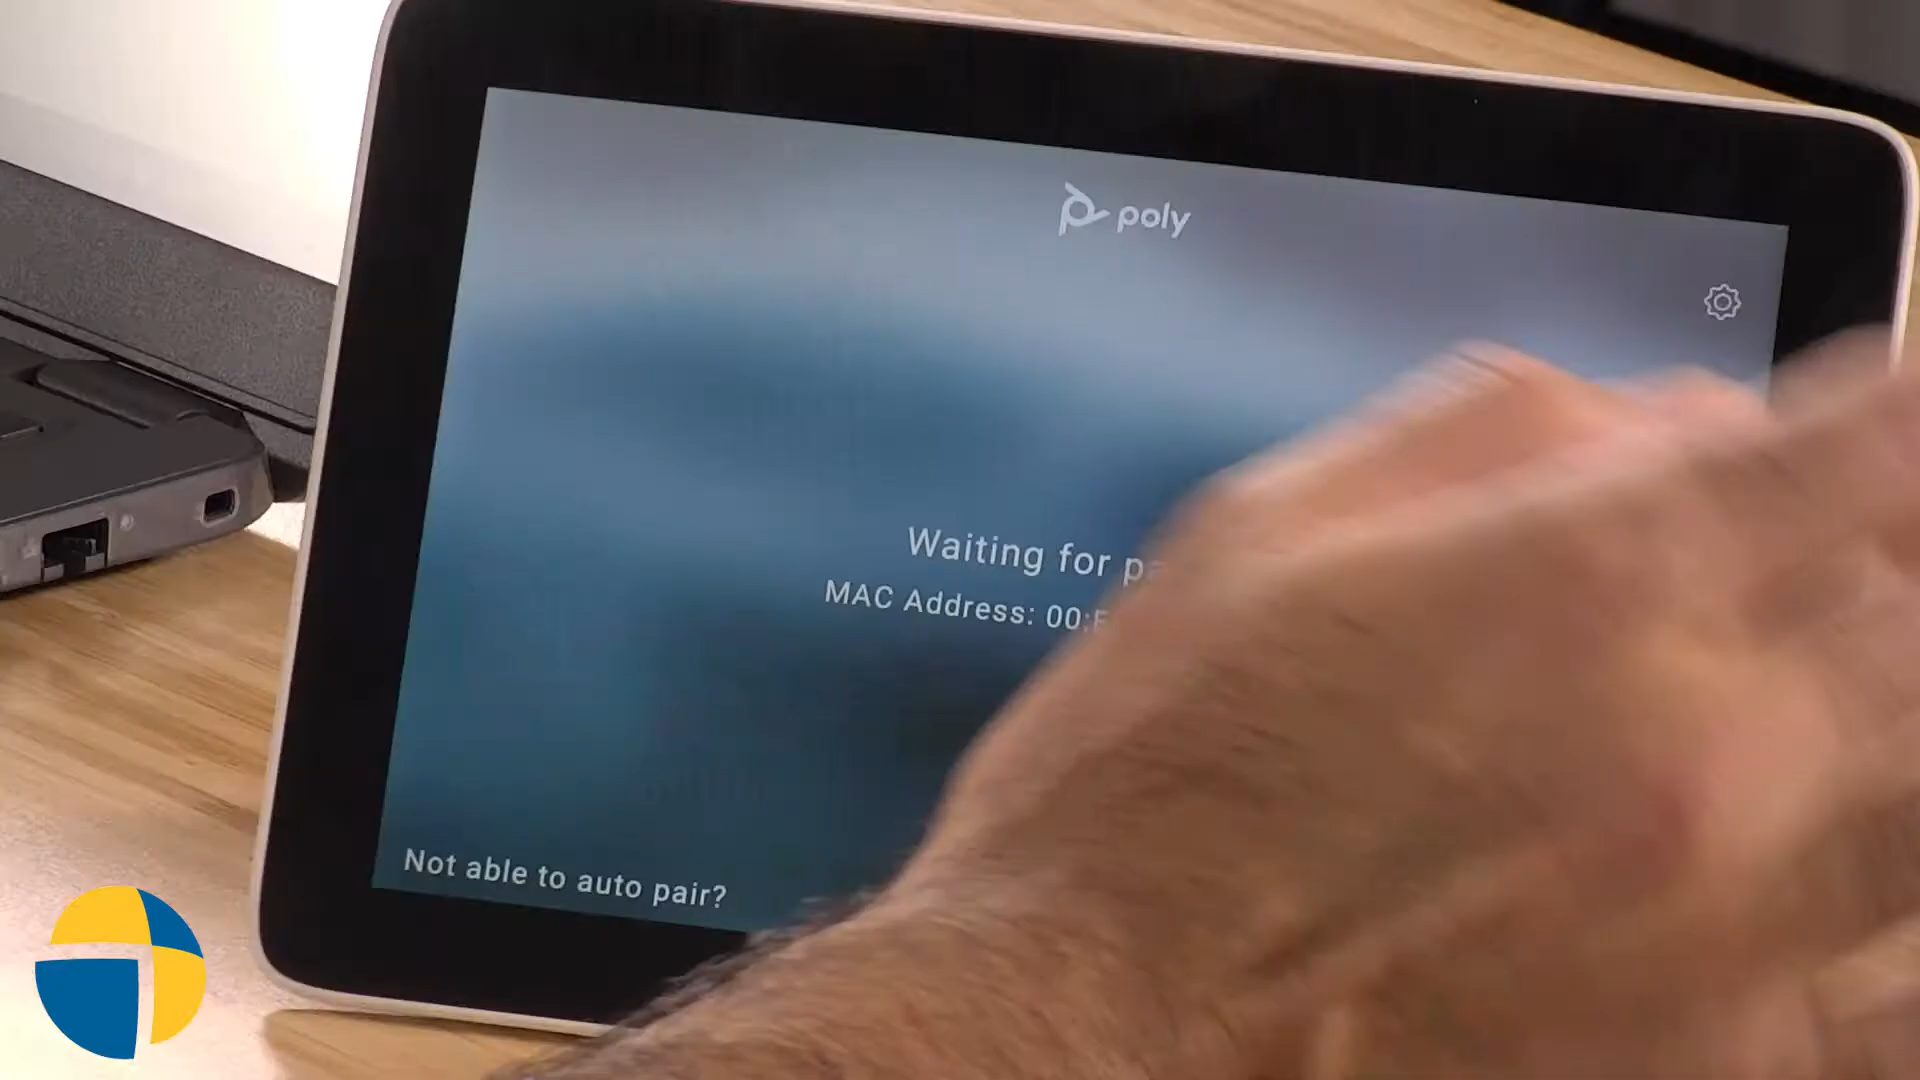 poly
Waiting for
MAC Address: 00:
Not able to auto pair?